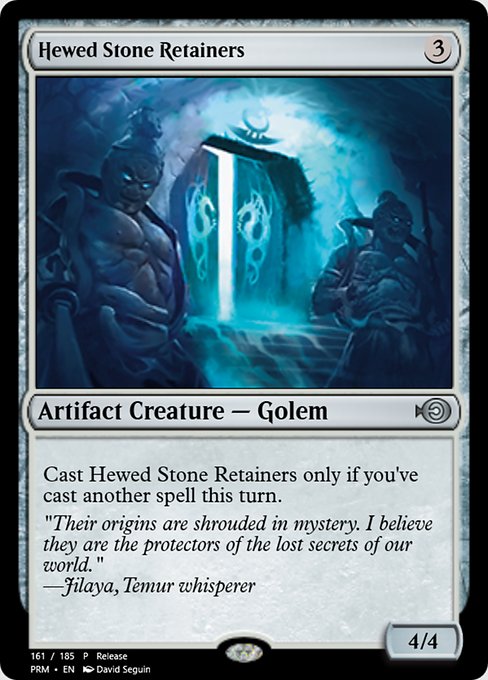 Hewed Stone Retainers 3
Artifact Creature — Golem
Cast Hewed Stone Retainers only if you've
cast another spell this turn.
"Their origins are shrouded in mystery. I believe
they are the protectors of the lost secrets of our
world."
—Jilaya, Temur whisperer
4/4
161 / 185 P Release
PRM • EN David Seguin